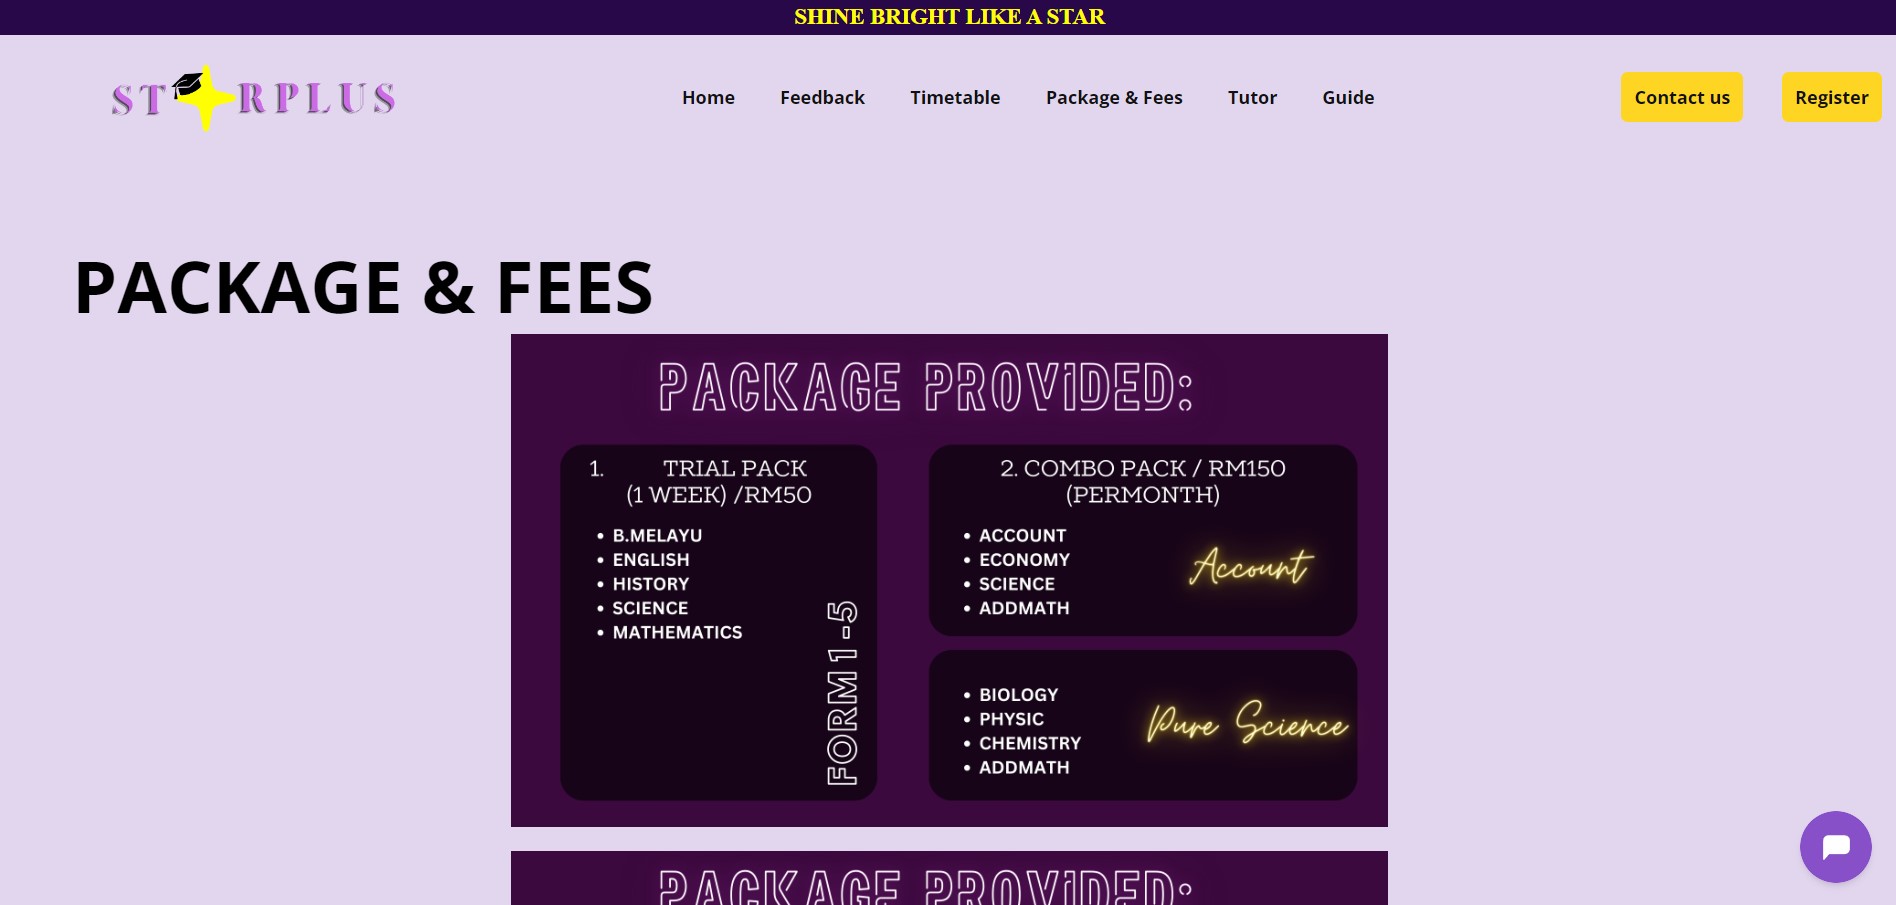 SHINE BRIGHT LIKE A STAR
ST RPLUS
Home Feedback Timetable Package & Fees Tutor Guide Contact us Register
PACKAGE & FEES
PACKAGE PROVIDED:
1. TRIAL PACK
(1 WEEK) /RM50
• B.MELAYU
• ENGLISH
• HISTORY
• SCIENCE
• MATHEMATICS
FORM 1 - 5
2. COMBO PACK / RM150
(PERMONTH)
• ACCOUNT
• ECONOMY
• SCIENCE
• ADDMATH
Account
• BIOLOGY
• PHYSIC
• CHEMISTRY
• ADDMATH
Pure Science
PACKAGE PROVIDED: